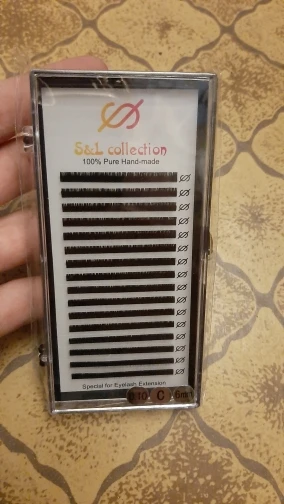 S&L collection
100% Pure Hand-made
Special for Eyelash Extension
C